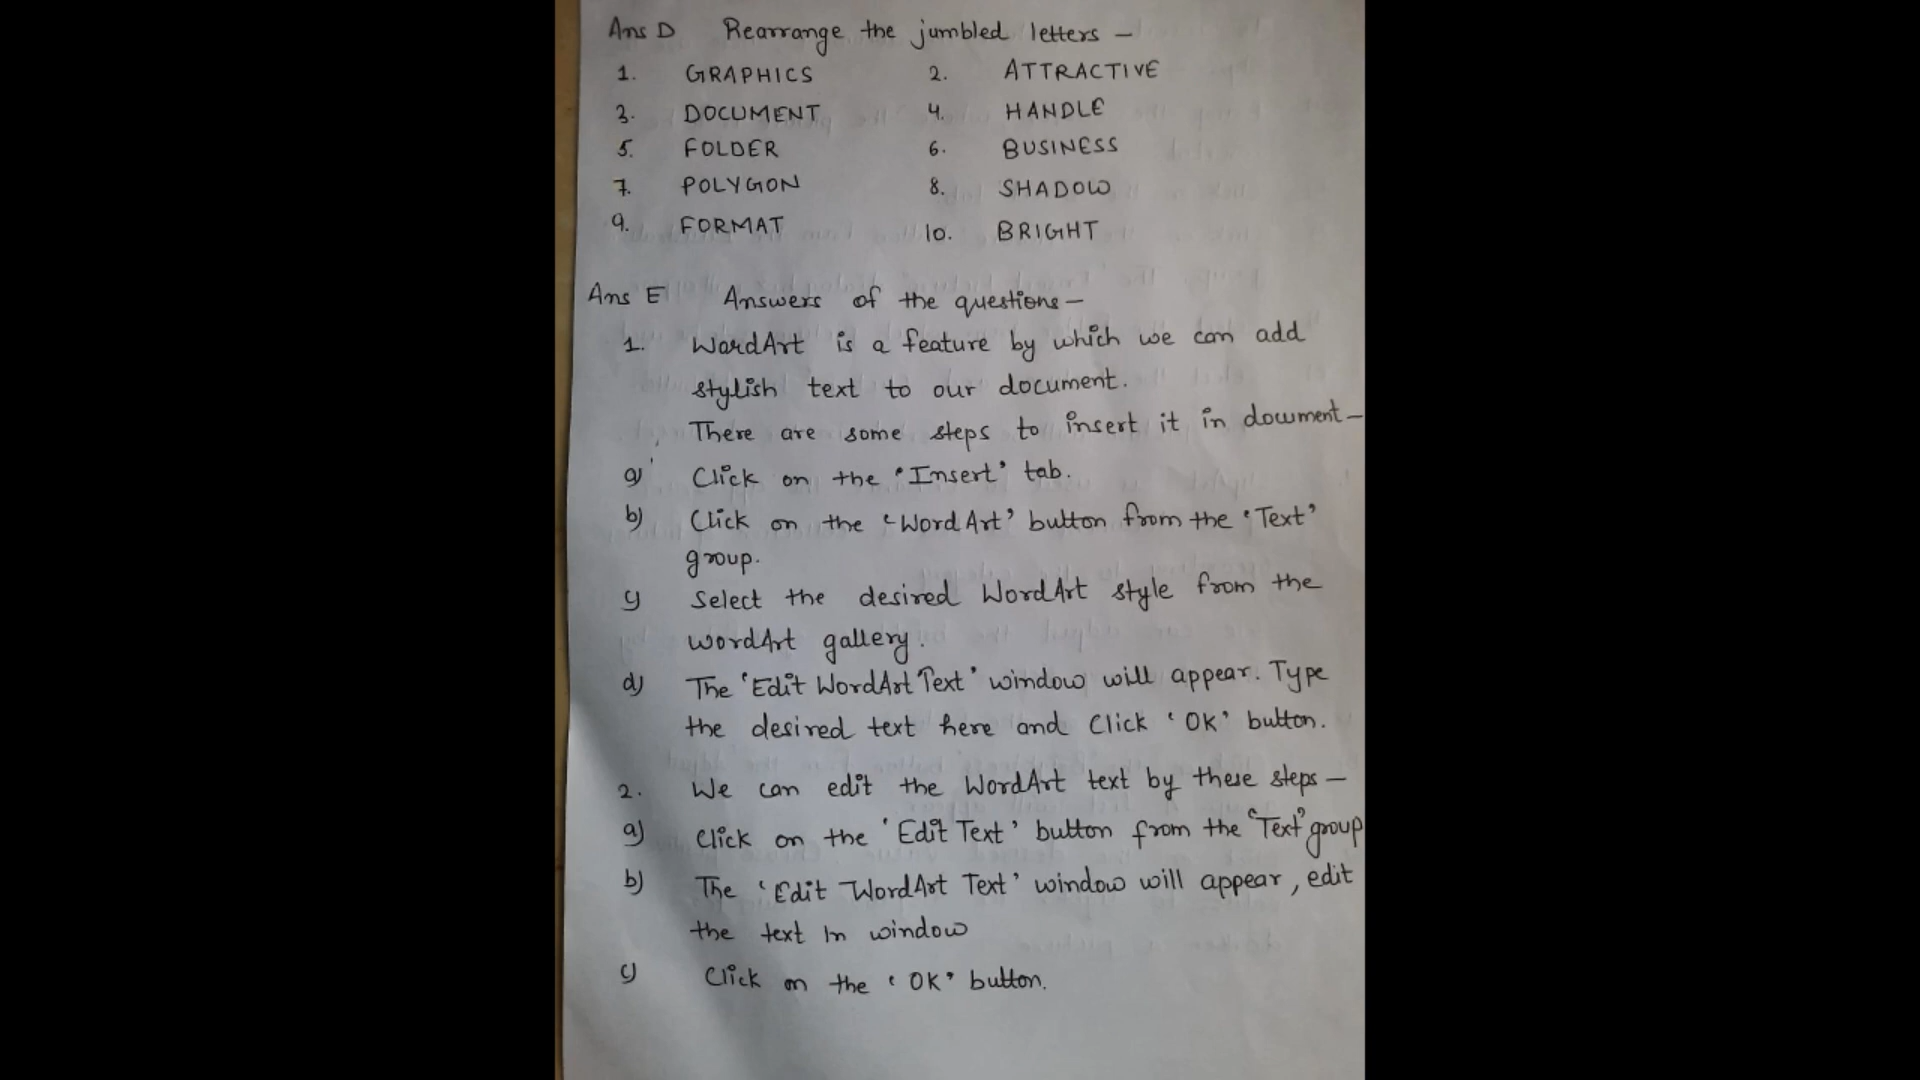 Ans D Rearrange the jumbled letters –
1. GRAPHICS 2. ATTRACTIVE
3. DOCUMENT 4. HANDLE
5. FOLDER 6. BUSINESS
7. POLYGON 8. SHADOW
9. FORMAT 10. BRIGHT
Ans E Answers of the questions –
1. WordArt is a feature by which we can add
stylish text to our document.
There are some steps to insert it in document –
a) Click on the 'Insert' tab.
b) Click on the 'WordArt' button from the 'Text'
group.
c) Select the desired WordArt style from the
WordArt gallery.
d) The 'Edit WordArt Text' window will appear. Type
the desired text here and Click 'OK' button.
2. We can edit the WordArt text by these steps –
a) Click on the 'Edit Text' button from the 'Text' group
b) The 'Edit WordArt Text' window will appear, edit
the text In window
c) Click on the 'OK' button.